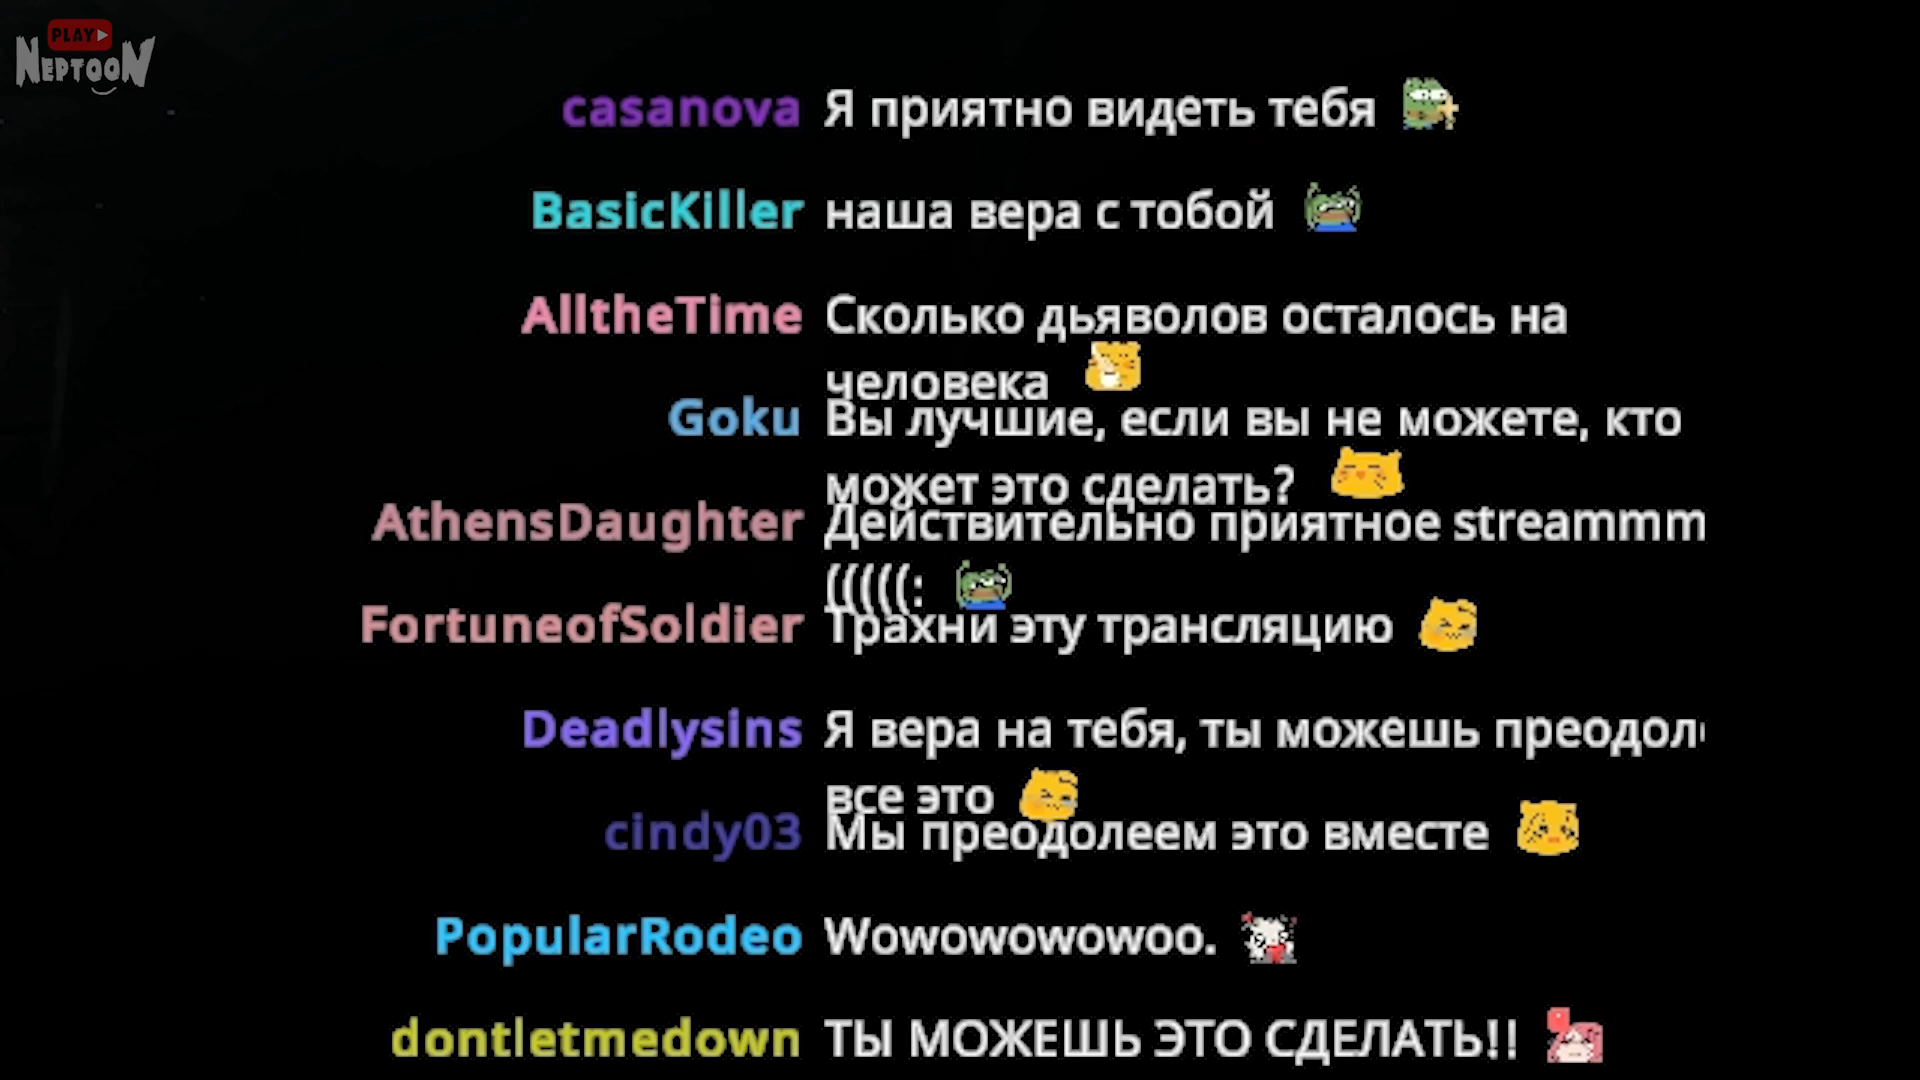 PLAY
NEPTOON
casanova Я приятно видеть тебя
BasicKiller наша вера с тобой
AlltheTime Сколько дьяволов осталось на
человека
Goku Вы лучшие, если вы не можете, кто
может это сделать?
AthensDaughter Действительно приятное streammm
(((((:
FortuneofSoldier Трахни эту трансляцию
Deadlysins Я вера на тебя, ты можешь
все это
cindy03 Мы преодолеем это вместе
PopularRodeo Wowowowowoo.
dontletmedown ТЫ МОЖЕШЬ ЭТО СДЕЛАТЬ!!